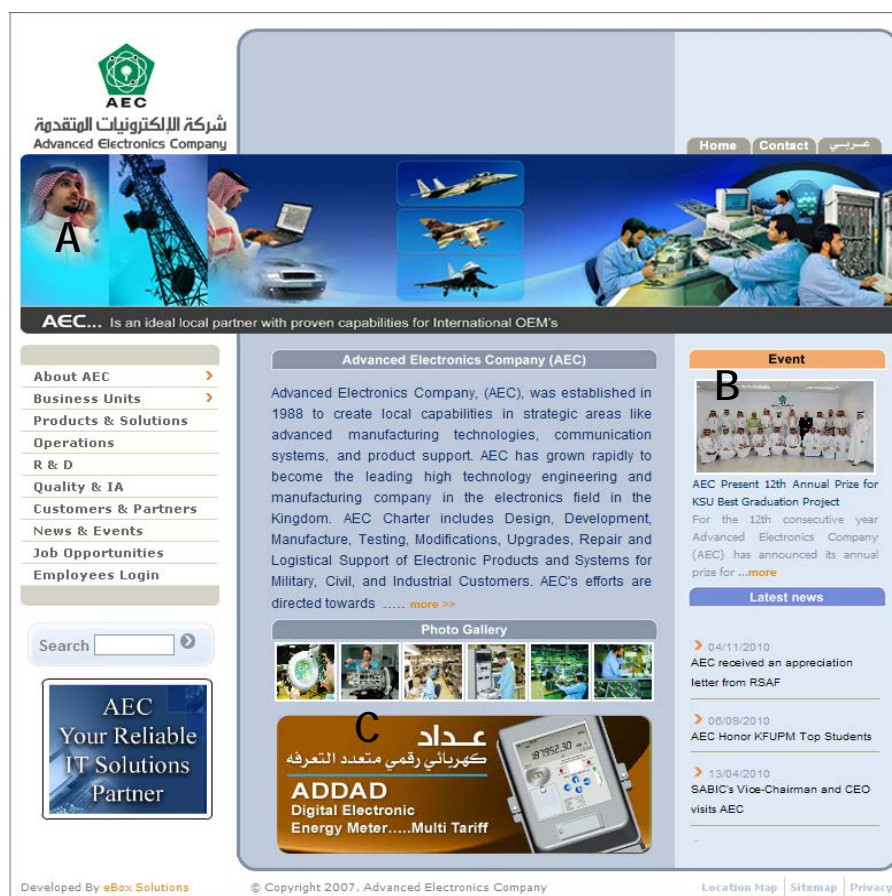 AEC
شركة الإلكترونيات المتقدمة
Advanced Electronics Company
Home
Contact
عـربـي
A
AEC... Is an ideal local partner with proven capabilities for International OEM's
About AEC
Business Units
Products & Solutions
Operations
R & D
Quality & IA
Customers & Partners
News & Events
Job Opportunities
Employees Login
Search
AEC
Your Reliable
IT Solutions
Partner
Advanced Electronics Company (AEC)
Advanced Electronics Company, (AEC), was established in
1988 to create local capabilities in strategic areas like
advanced manufacturing technologies, communication
systems, and product support. AEC has grown rapidly to
become the leading high technology engineering and
manufacturing company in the electronics field in the
Kingdom. AEC Charter includes Design, Development,
Manufacture, Testing, Modifications, Upgrades, Repair and
Logistical Support of Electronic Products and Systems for
Military, Civil, and Industrial Customers. AEC's efforts are
directed towards ..... more >>
Photo Gallery
C
عـداد
كهربائي رقمي متعدد التعرفه
ADDAD
Digital Electronic
Energy Meter.....Multi Tariff
187952.30
Event
B
AEC Present 12th Annual Prize for
KSU Best Graduation Project
For the 12th consecutive year
Advanced Electronics Company
(AEC) has announced its annual
prize for ...more
Latest news
04/11/2010
AEC received an appreciation
letter from RSAF
06/09/2010
AEC Honor KFUPM Top Students
13/04/2010
SABIC's Vice-Chairman and CEO
visits AEC
Developed By eBox Solutions
© Copyright 2007, Advanced Electronics Company
Location Map
Sitemap
Privacy